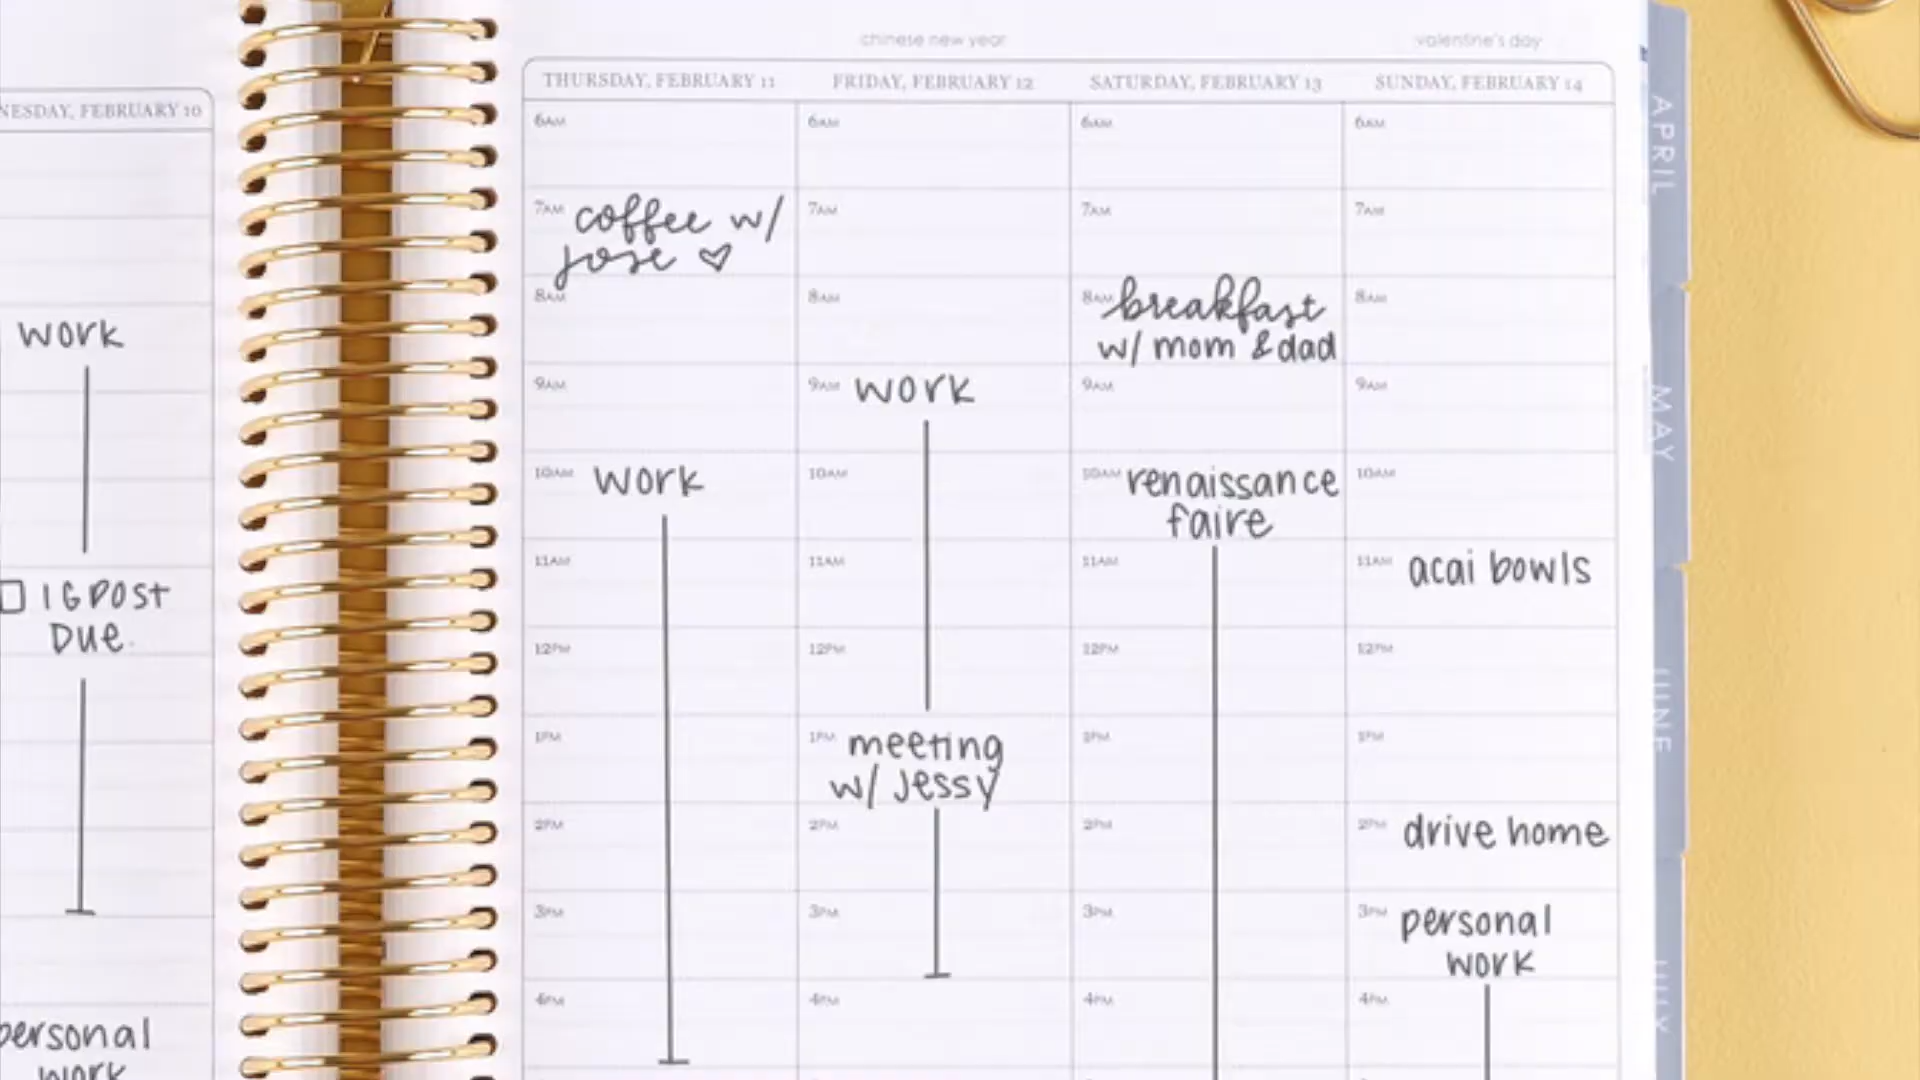 chinese new year
valentine's day
NESDAY, FEBRUARY 10
work
IG POST
DUE.
personal
work
THURSDAY, FEBRUARY 11
6AM
7AM coffee w/
jose ♡
8AM
9AM
10AM work
11AM
12PM
1PM
2PM
3PM
4PM
FRIDAY, FEBRUARY 12
6AM
7AM
8AM
9AM work
10AM
11AM
12PM
1PM meeting
w/ jessy
2PM
3PM
4PM
SATURDAY, FEBRUARY 13
6AM
7AM
8AM breakfast
w/ mom & dad
9AM
10AM renaissance
faire
11AM
12PM
1PM
2PM
3PM
4PM
SUNDAY, FEBRUARY 14
6AM
7AM
8AM
9AM
10AM
11AM acai bowls
12PM
1PM
2PM drive home
3PM personal
work
4PM
APRIL
MAY
JUNE
JULY